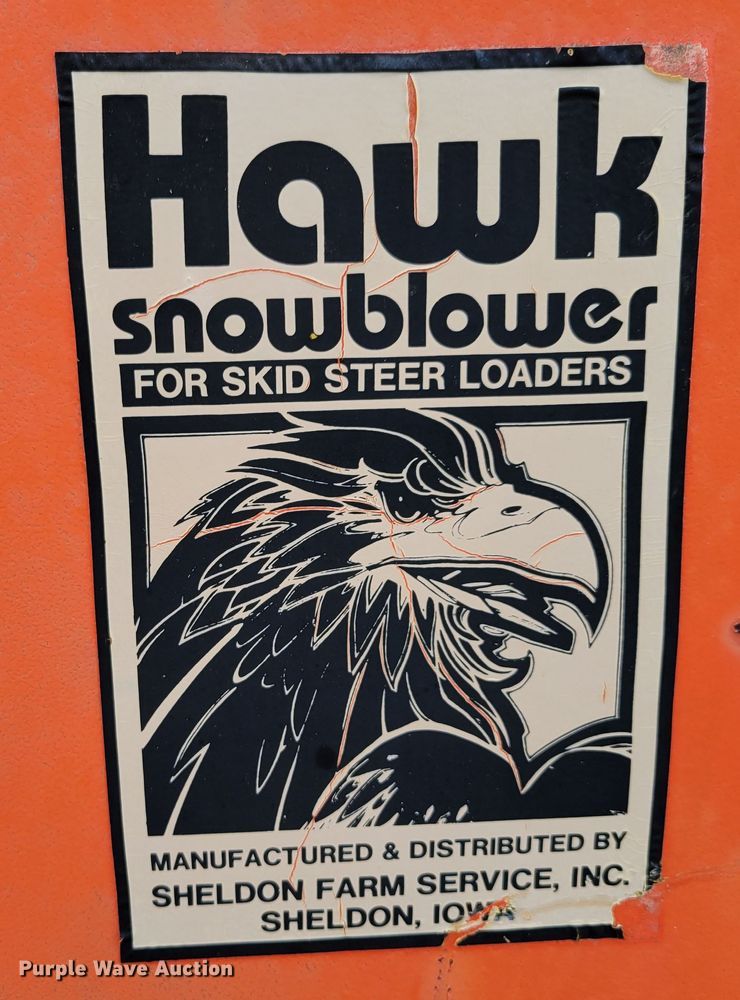 Hawk
snowblower
FOR SKID STEER LOADERS
MANUFACTURED & DISTRIBUTED BY
SHELDON FARM SERVICE, INC.
SHELDON, IOWA
Purple Wave Auction